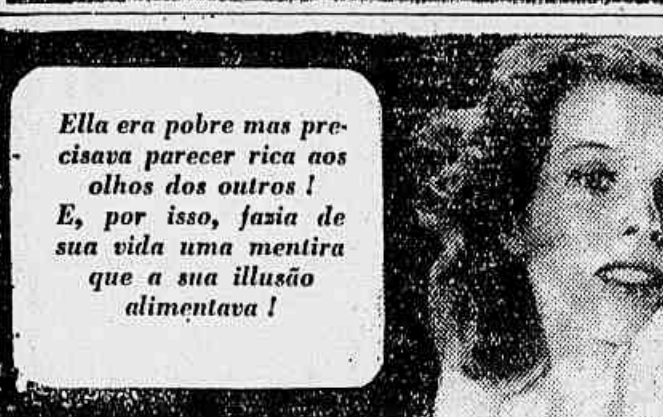 Ella era pobre mas pre-
cisava parecer rica aos
olhos dos outros !
E, por isso, fazia de
sua vida uma mentira
que a sua illusão
alimentava !